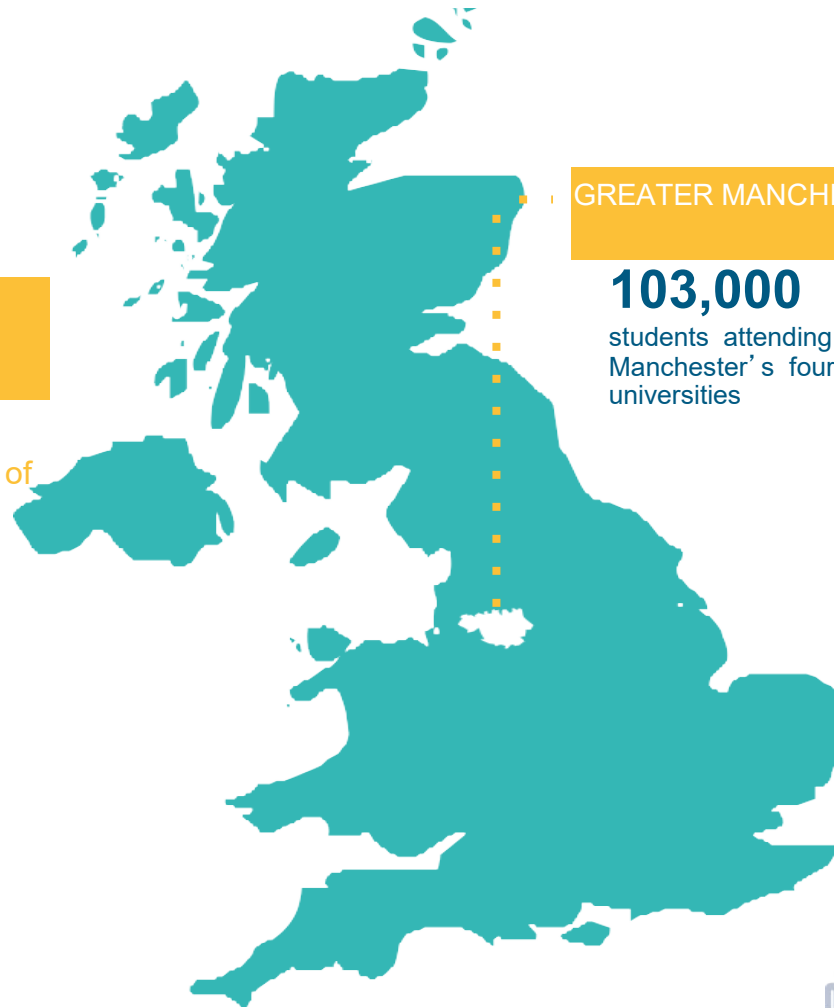 GREATER MANCH
103,000
students attending
Manchester's four
universities
of